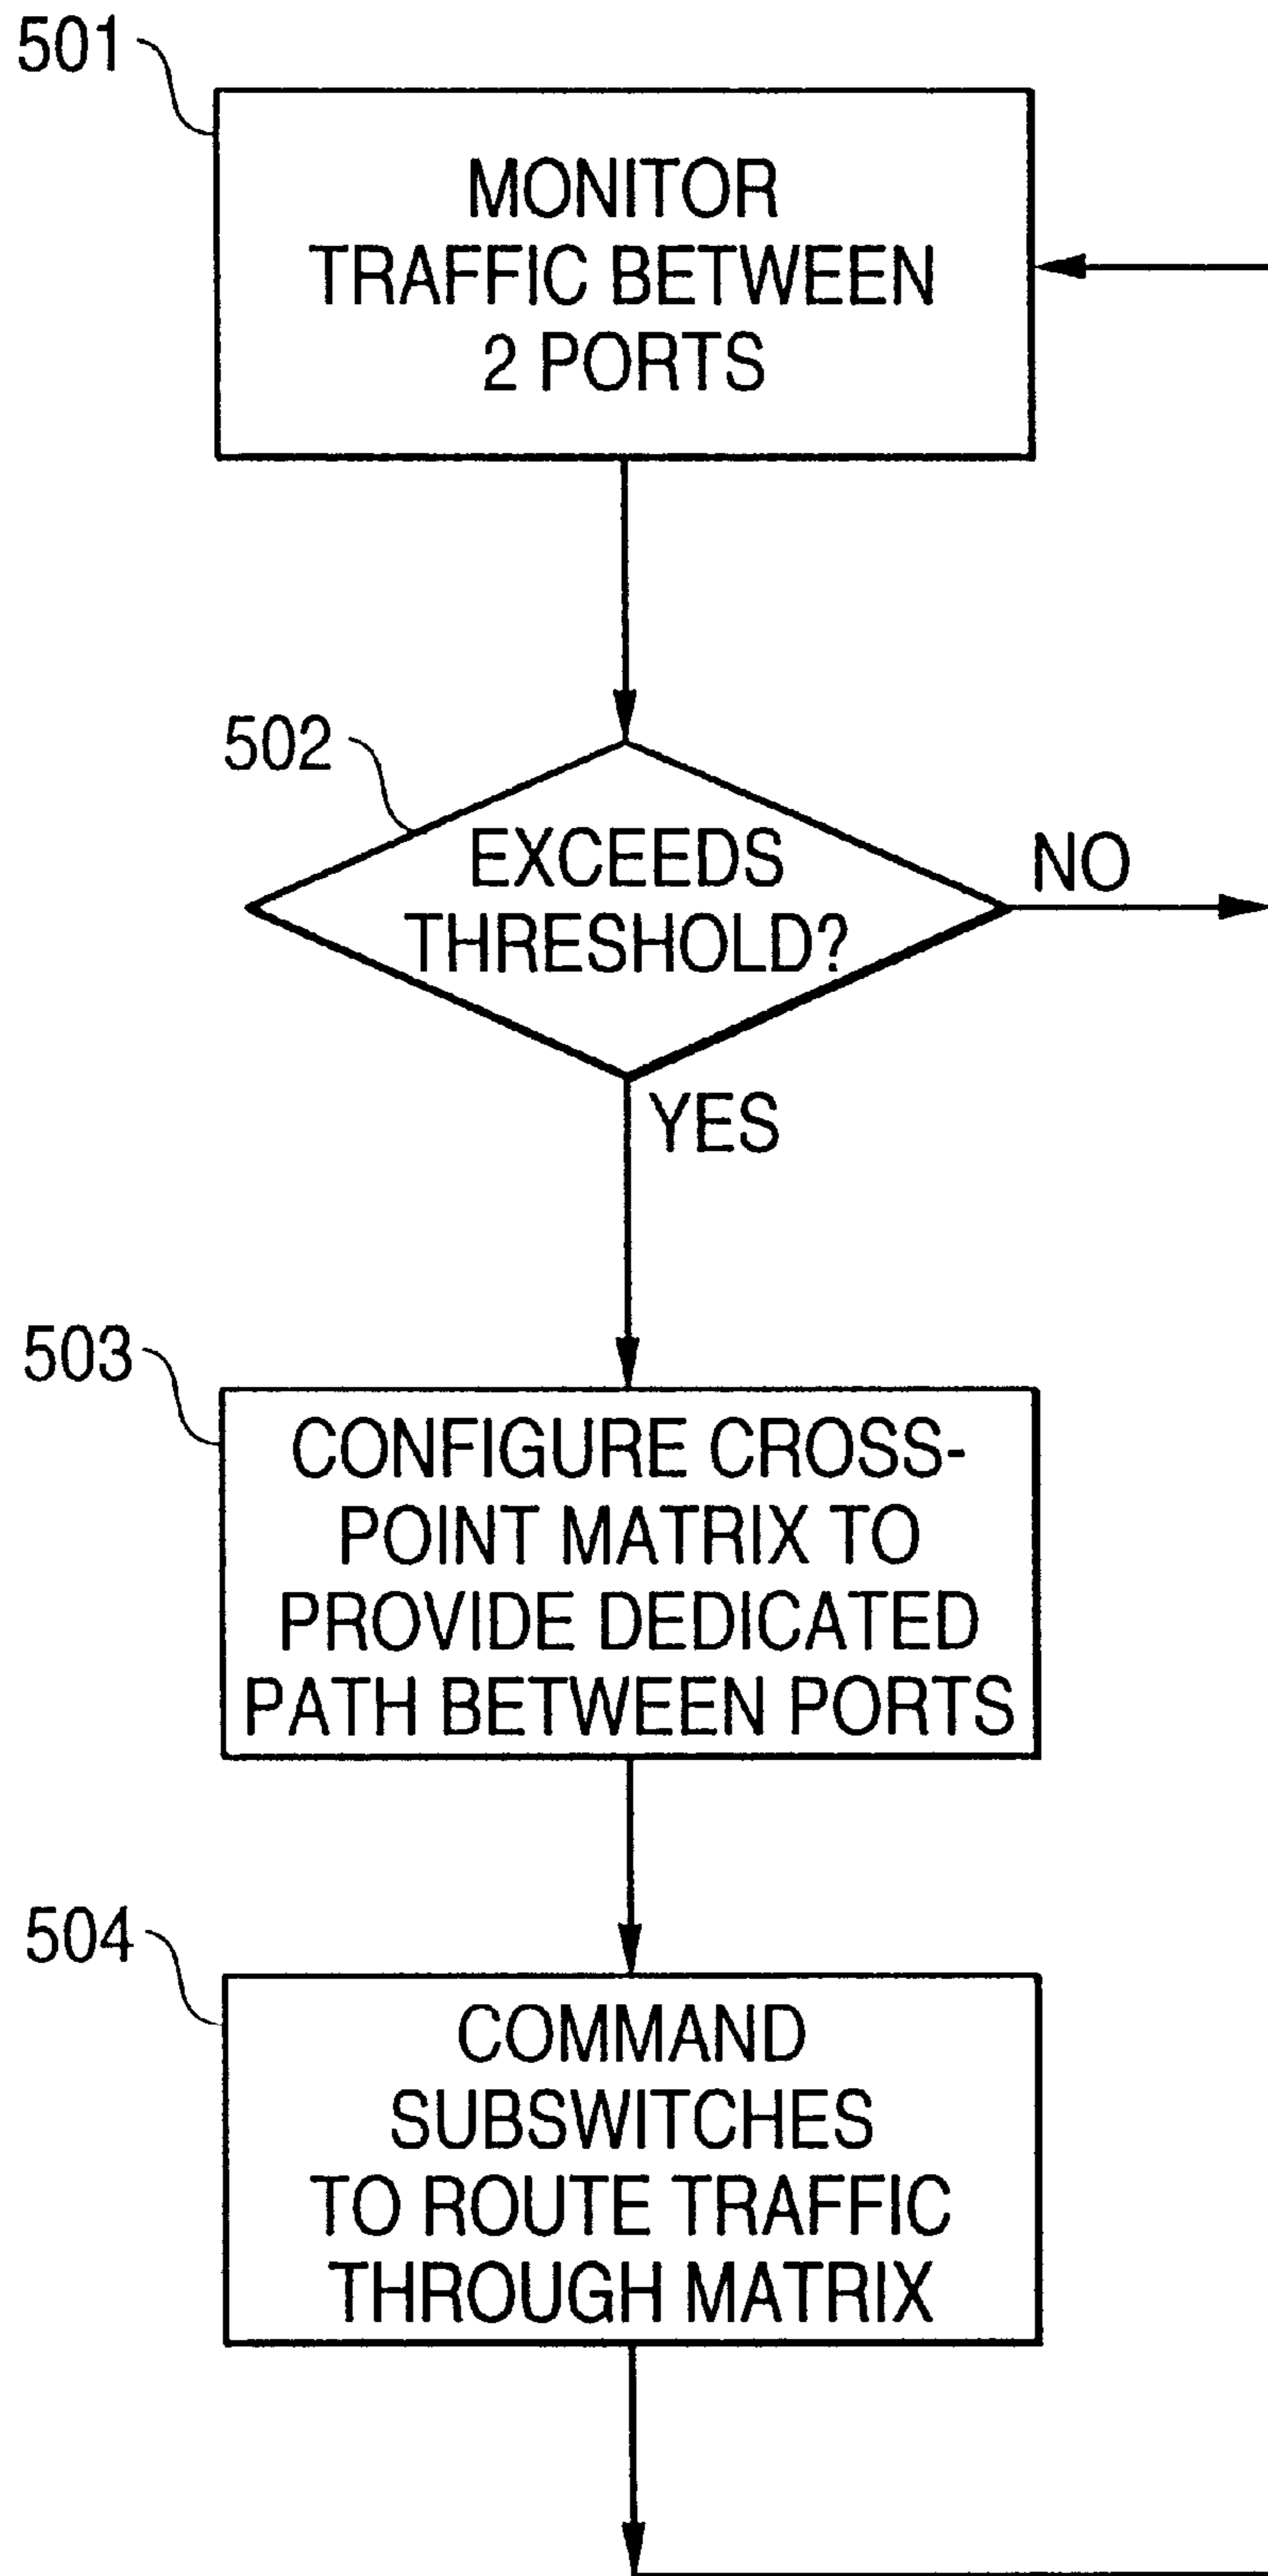 501
MONITOR
TRAFFIC BETWEEN
2 PORTS
502
EXCEEDS
THRESHOLD?
NO
YES
503
CONFIGURE CROSS-
POINT MATRIX TO
PROVIDE DEDICATED
PATH BETWEEN PORTS
504
COMMAND
SUBSWITCHES
TO ROUTE TRAFFIC
THROUGH MATRIX